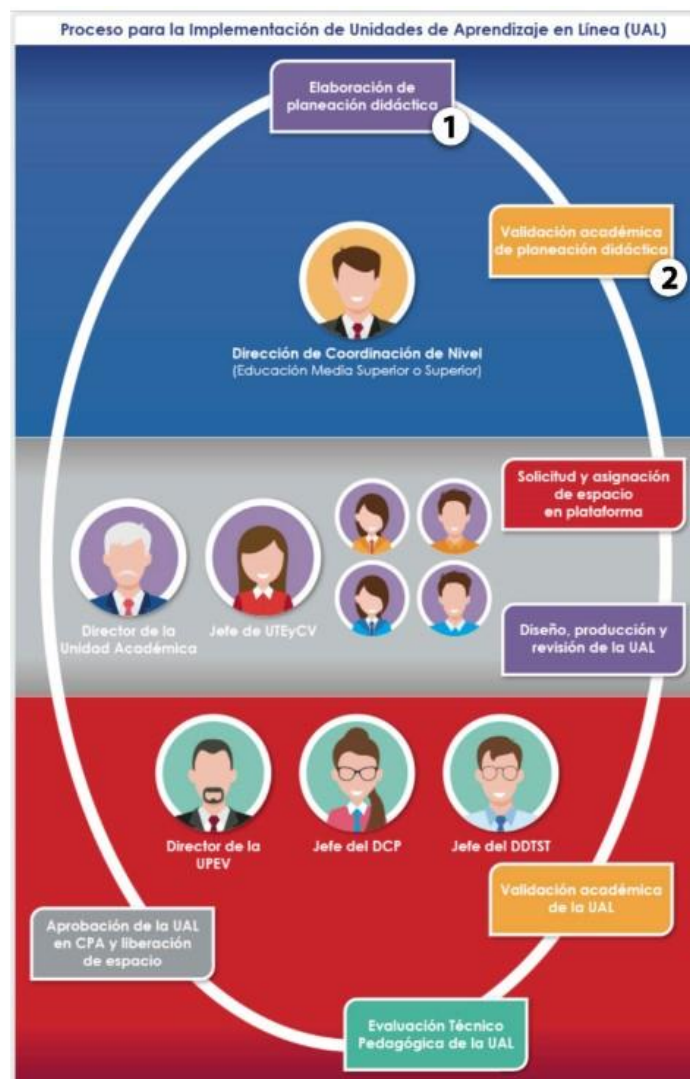 Proceso para la Implementación de Unidades de Aprendizaje en Línea (UAL)
Elaboración de
planeación didáctica
1
Validación académica
de planeación didáctica
2
Dirección de Coordinación de Nivel
(Educación Media Superior o Superior)
Solicitud y asignación
de espacio
en plataforma
Director de la
Unidad Académica
Jefe de UTEyCV
Diseño, producción y
revisión de la UAL
Director de la
UPEV
Jefe del DCP
Jefe del DDTST
Validación académica
de la UAL
Aprobación de la UAL
en CPA y liberación
de espacio
Evaluación Técnico
Pedagógica de la UAL